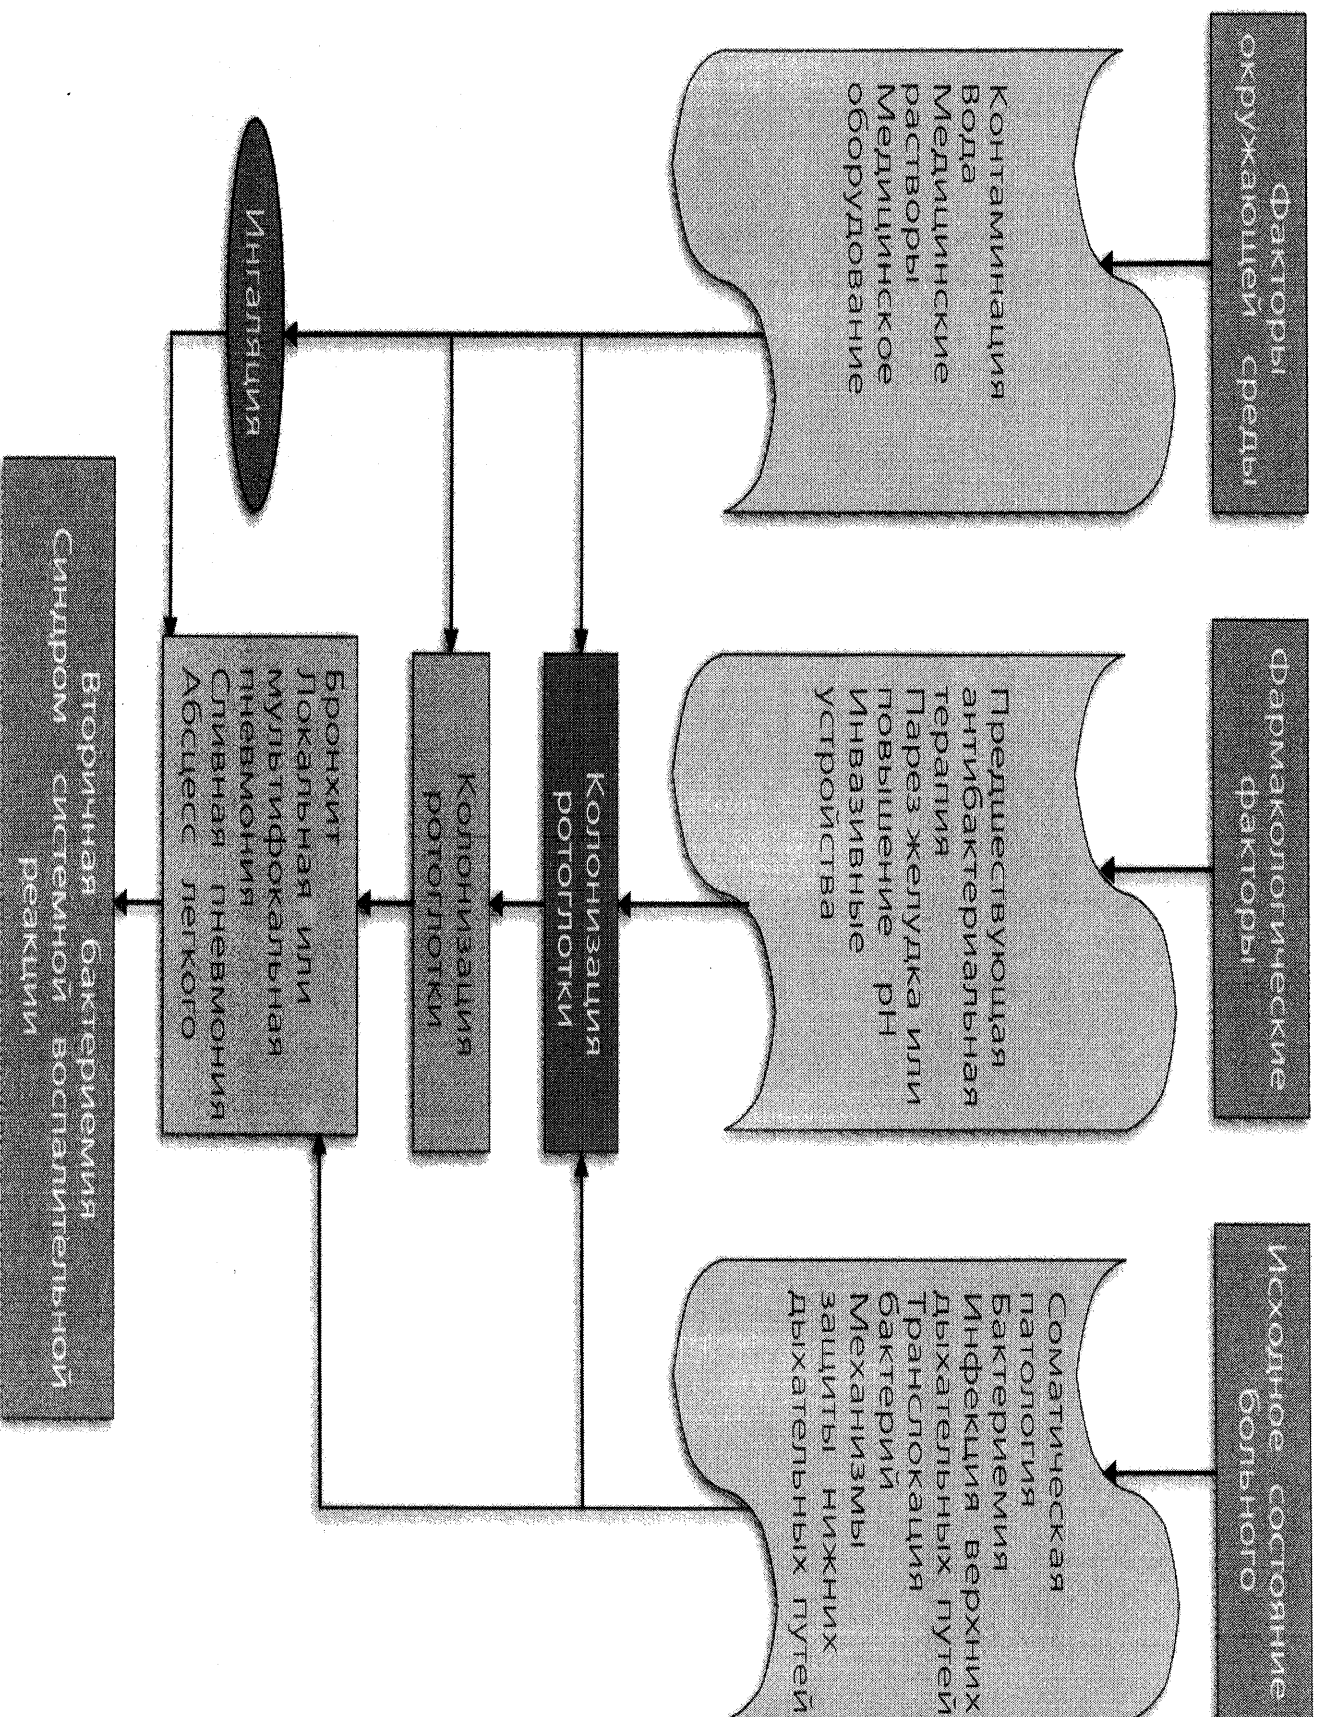 Факторы
окружающей среды
Фармакологические
факторы
Исходное состояние
больного
Контаминация
вода
Медицинские
растворы
Медицинское
оборудование
Предшествующая
антибактериальная
терапия
Парез желудка или
повышение pH
Инвазивные
устройства
Соматическая
патология
Бактериемия
Инфекция верхних
дыхательных путей
Транслокация
бактерий
Механизмы
защиты нижних
дыхательных путей
Колонизаци
ротоглотки
Колонизация
ротоглотки
Ингаляция
Бронхит
Локальная или
мультифокальная
пневмония
Сливная пневмония
Абсцесс легкого
Вторичная бактериемия
Синдром системной воспалительной
реакции